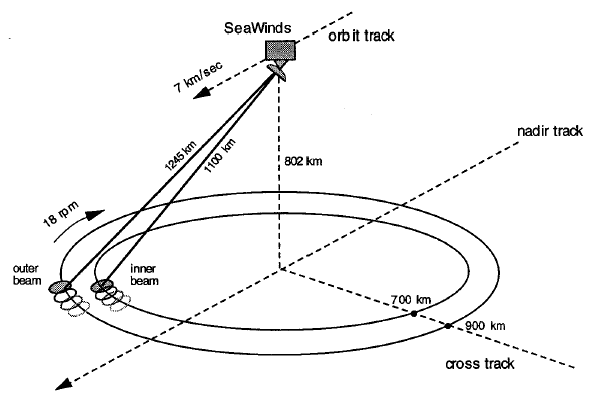 SeaWinds
orbit track
7 km/sec
nadir track
1245 km
1100 km
802 km
18 rpm
outer
beam
inner
beam
700 km
900 km
cross track